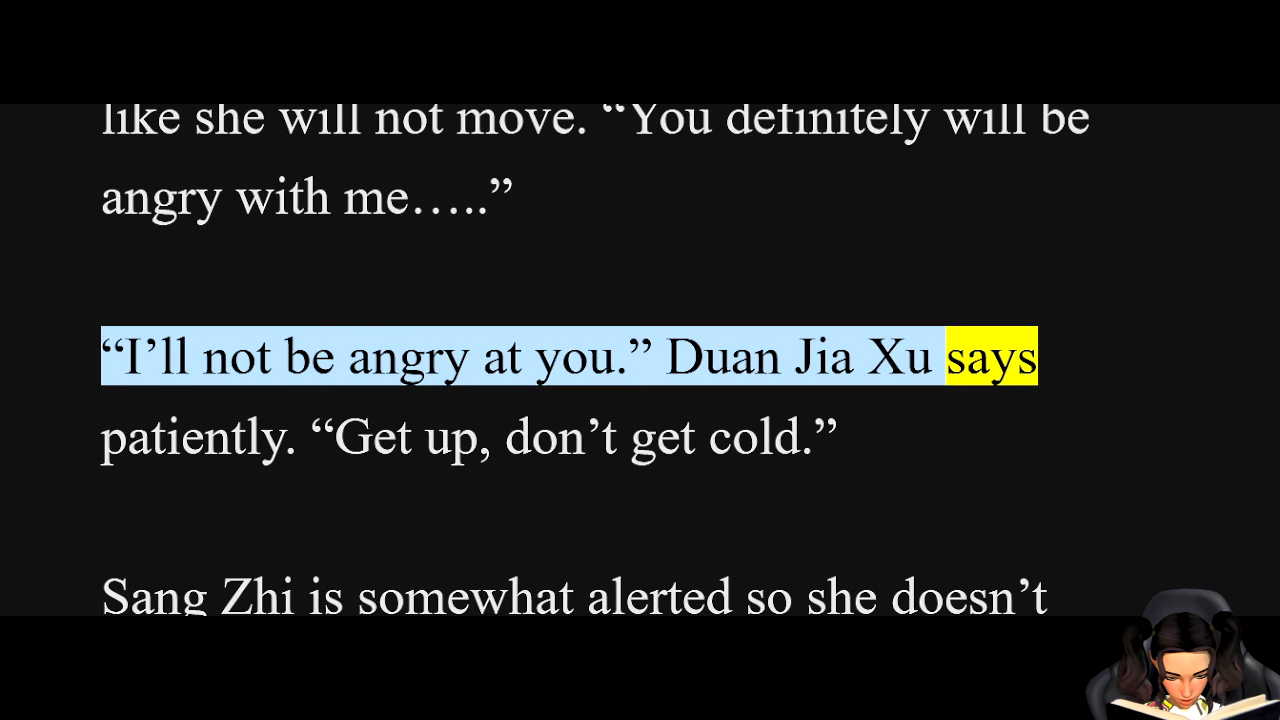 like she will not move. “You definitely will be
angry with me…..”
“I’ll not be angry at you.” Duan Jia Xu says
patiently. “Get up, don’t get cold.”
Sang Zhi is somewhat alerted so she doesn’t